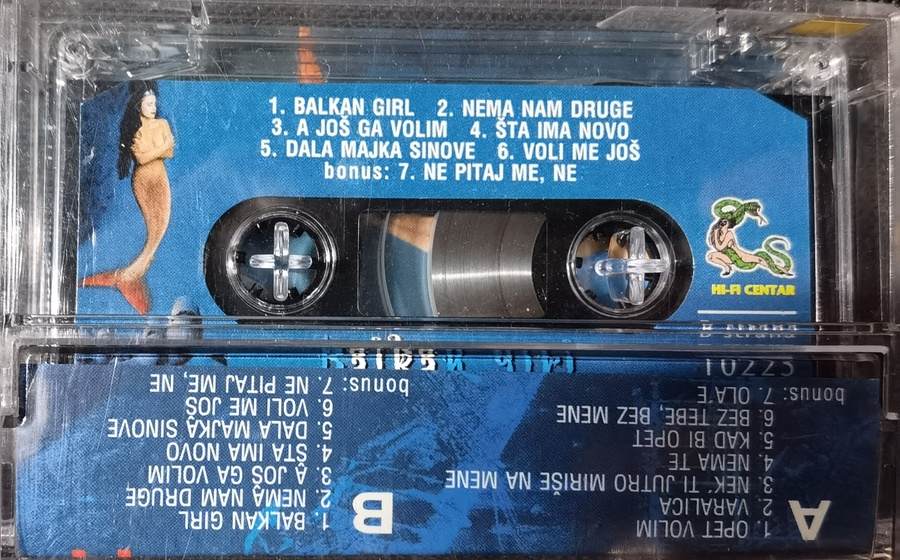 1. BALKAN GIRL 2. NEMA NAM DRUGE
3. A JOŠ GA VOLIM 4. ŠTA IMA NOVO
5. DALA MAJKA SINOVE 6. VOLI ME JOŠ
bonus: 7. NE PITAJ ME, NE
HI-FI CENTAR
B strana
A
1. OPET VOLIM
2. VARALICA
3. NEK´ TI JUTRO MIRIŠE NA MENE
4. NEMA TE
5. KAD BI OPET
6. BEZ TEBE, BEZ MENE
bonus: 7. OLA'E
B
1. BALKAN GIRL
2. NEMA NAM DRUGE
3. A JOŠ GA VOLIM
4. ŠTA IMA NOVO
5. DALA MAJKA SINOVE
6. VOLI ME JOŠ
bonus: 7. NE PITAJ ME, NE